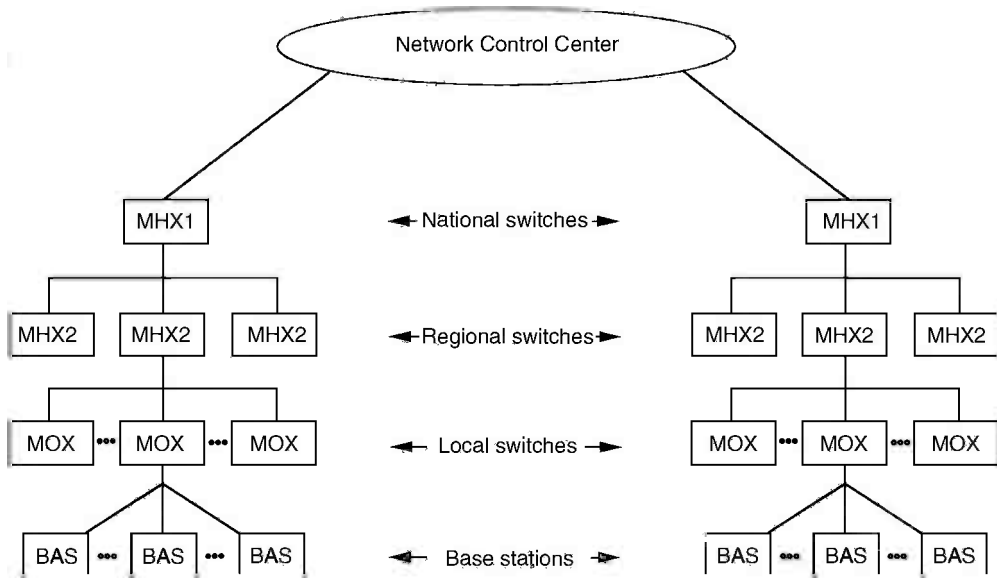 Network Control Center
MHX1 National switches MHX1
MHX2 MHX2 MHX2 Regional switches MHX2 MHX2 MHX2
MOX ••• MOX ••• MOX Local switches MOX ••• MOX ••• MOX
BAS ••• BAS ••• BAS Base stations BAS ••• BAS ••• BAS